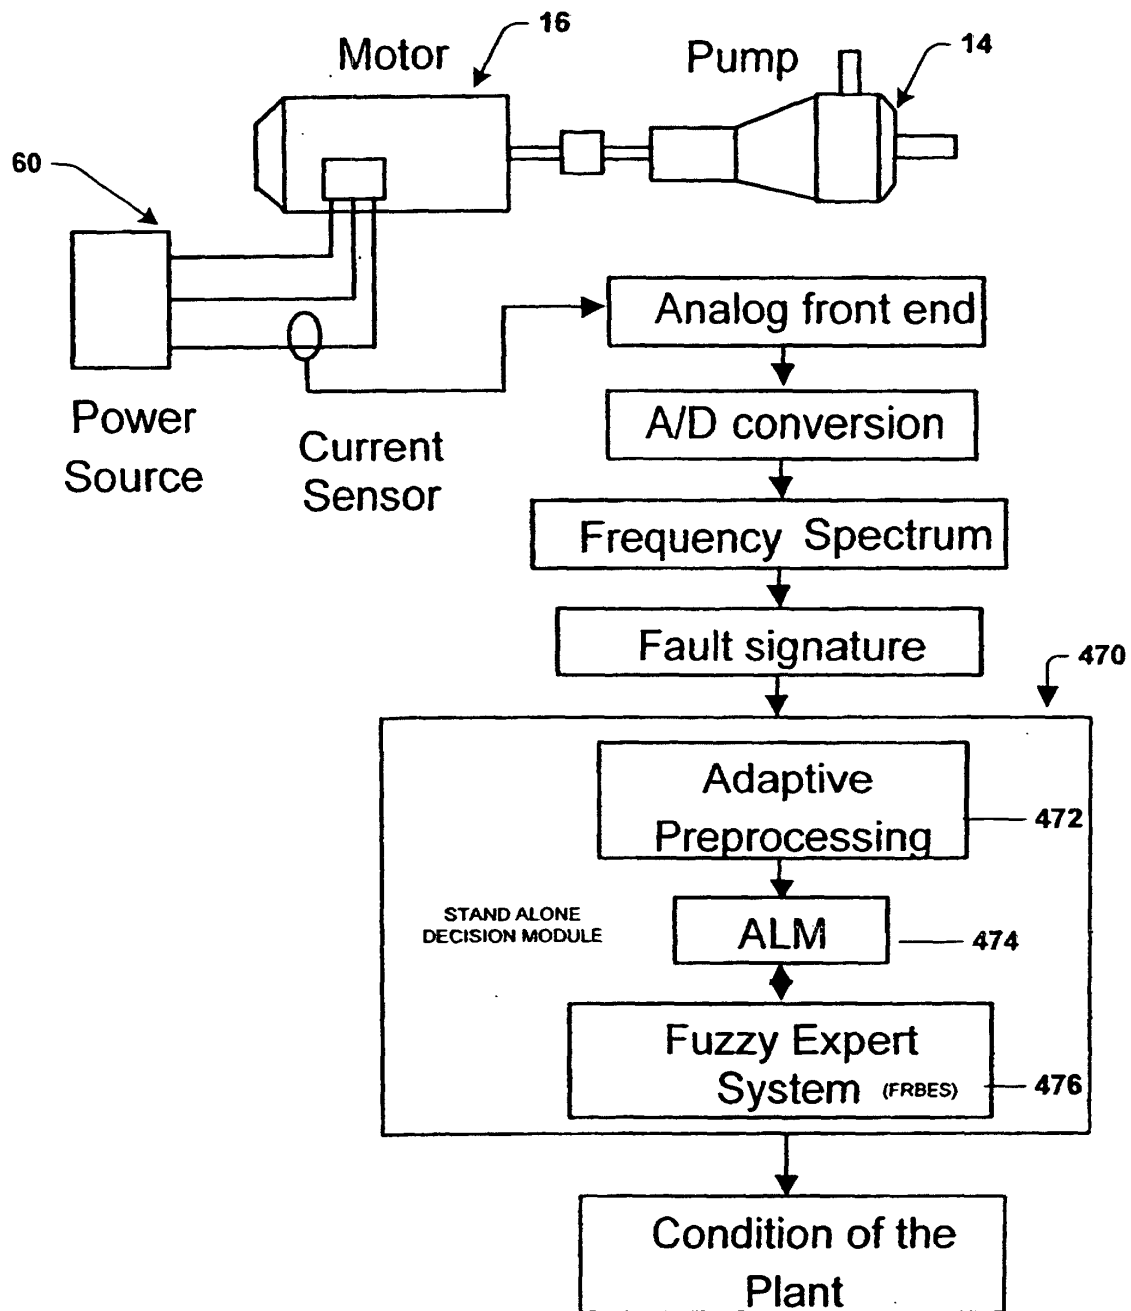 16
Motor
Pump
14
60
Analog front end
Power
Source
Current
Sensor
A/D conversion
Frequency Spectrum
Fault signature
470
Adaptive
Preprocessing
472
STAND ALONE
DECISION MODULE
ALM
474
Fuzzy Expert
System (FRBES)
476
Condition of the
Plant